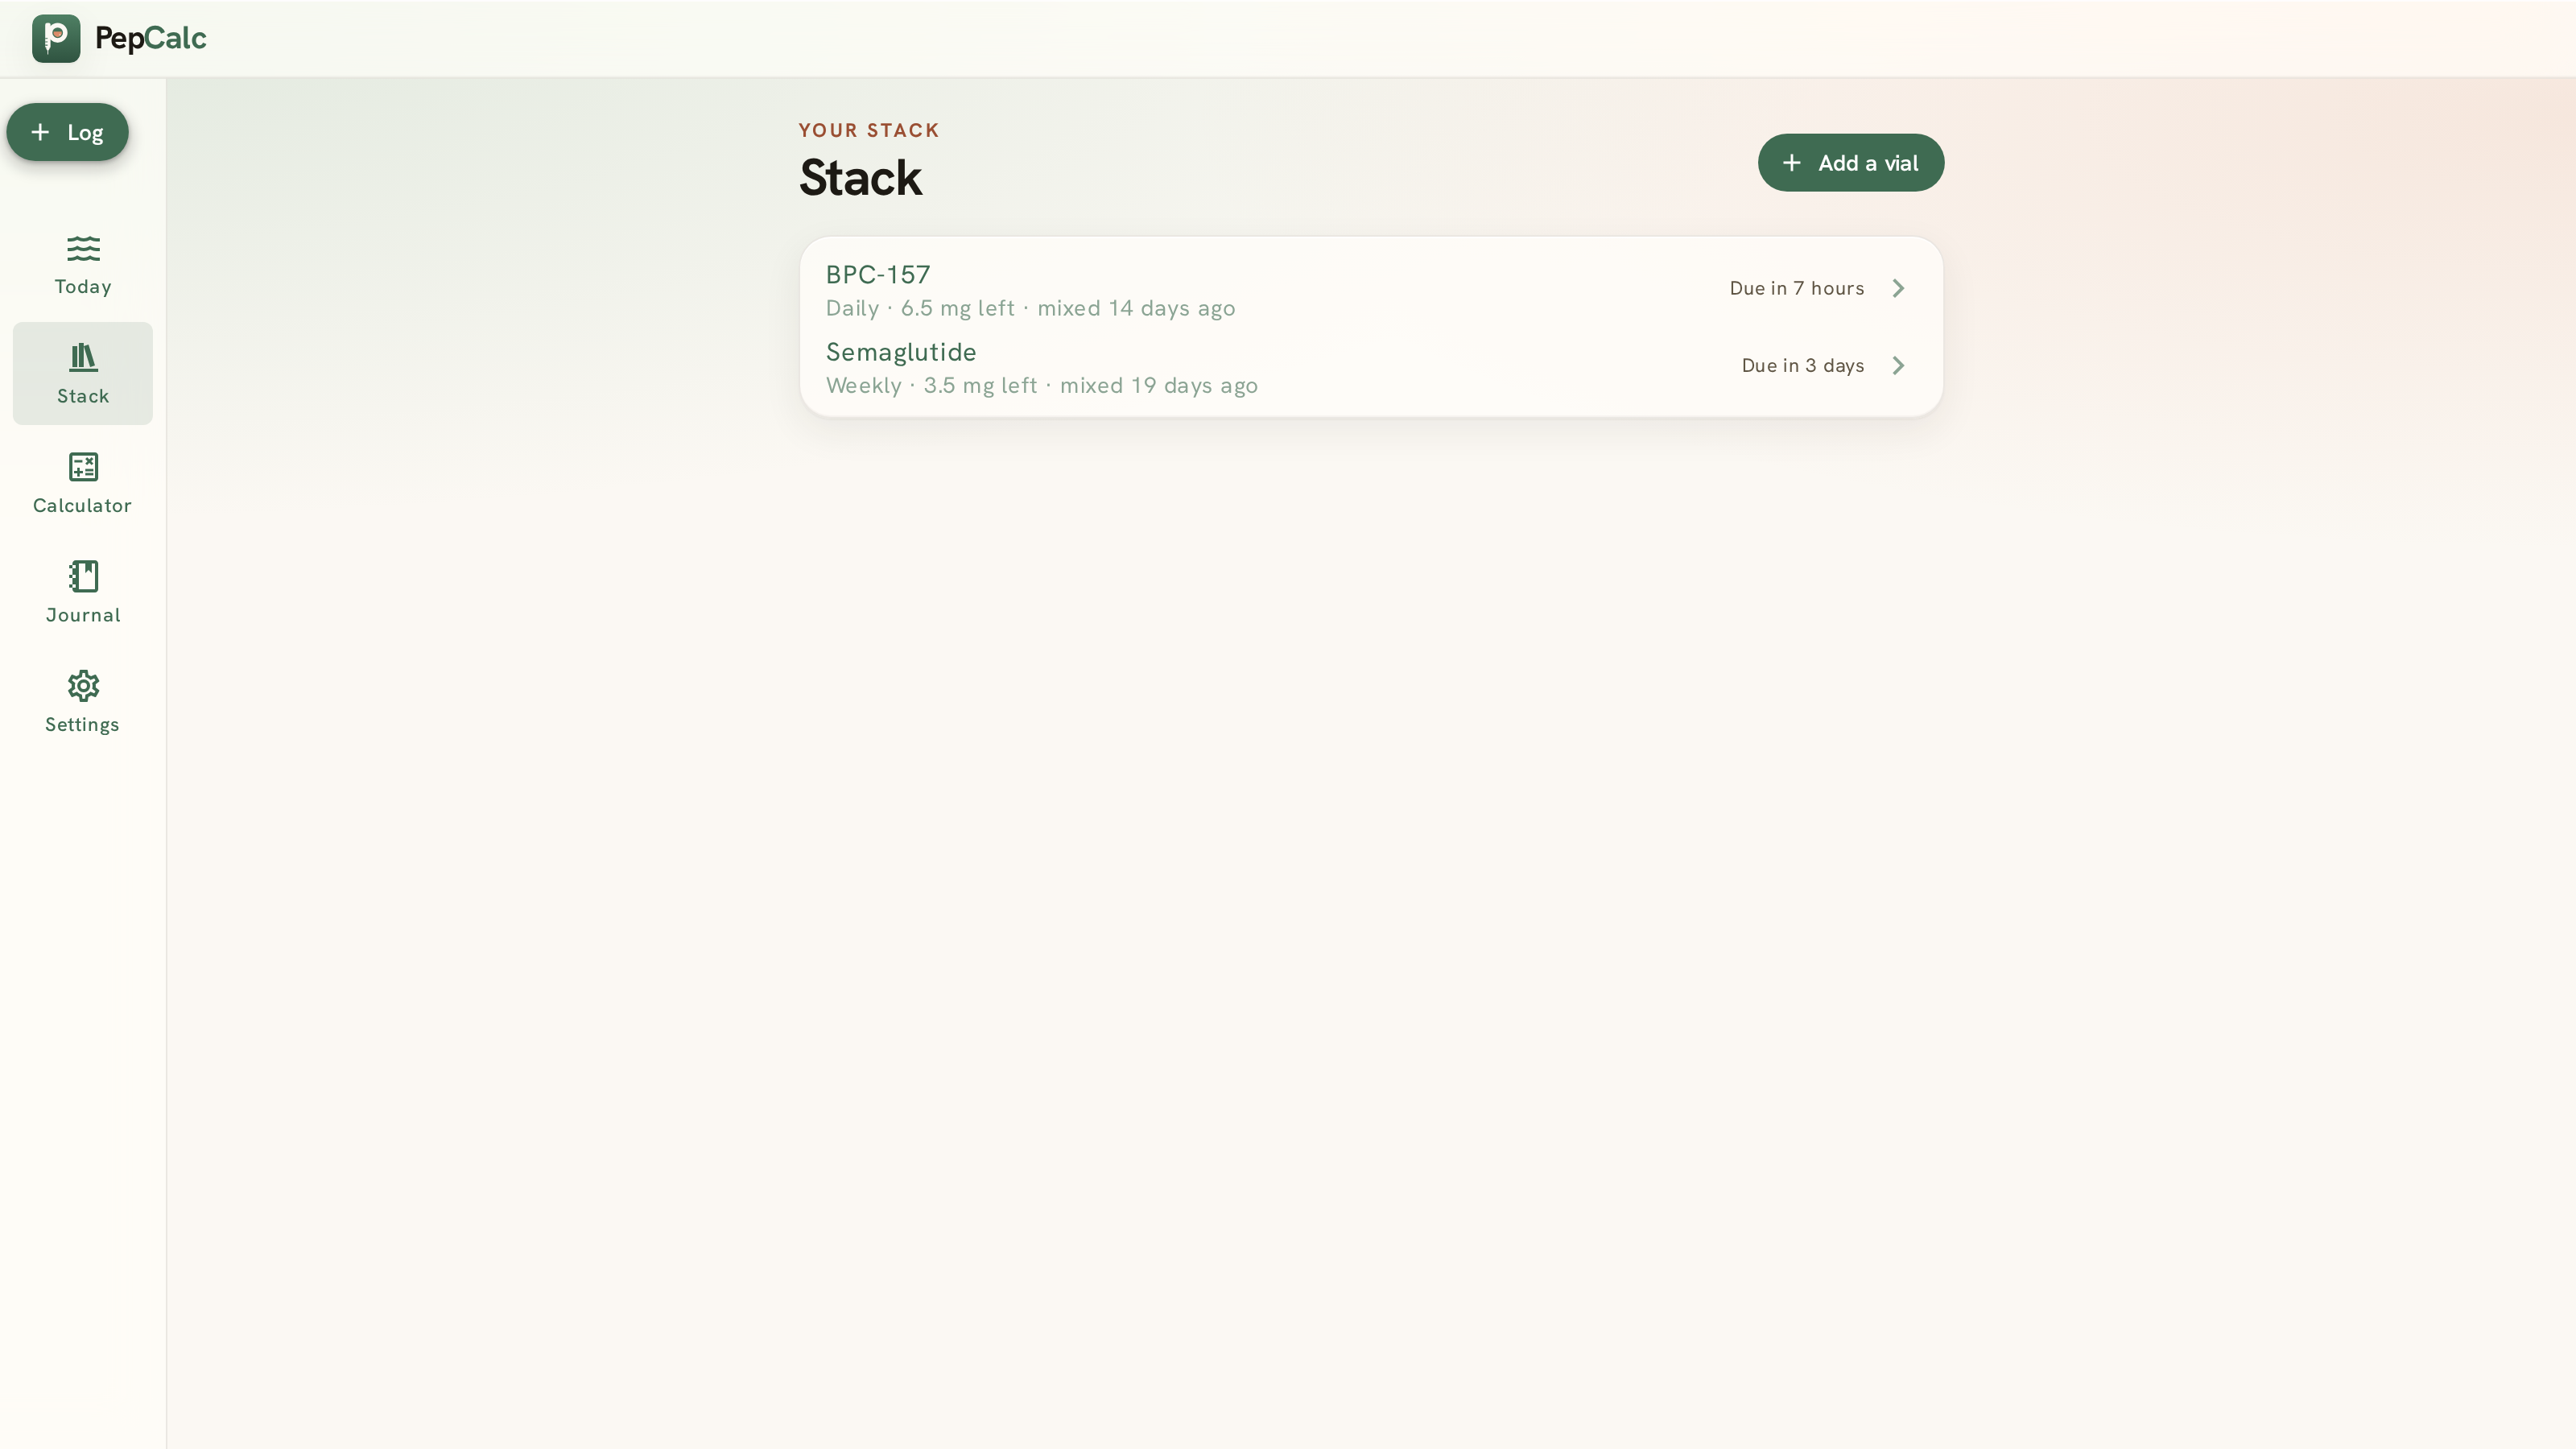 PepCalc
+ Log
Today
Stack
Calculator
Journal
Settings
YOUR STACK
Stack
+ Add a vial
BPC-157
Daily · 6.5 mg left · mixed 14 days ago
Due in 7 hours
Semaglutide
Weekly · 3.5 mg left · mixed 19 days ago
Due in 3 days